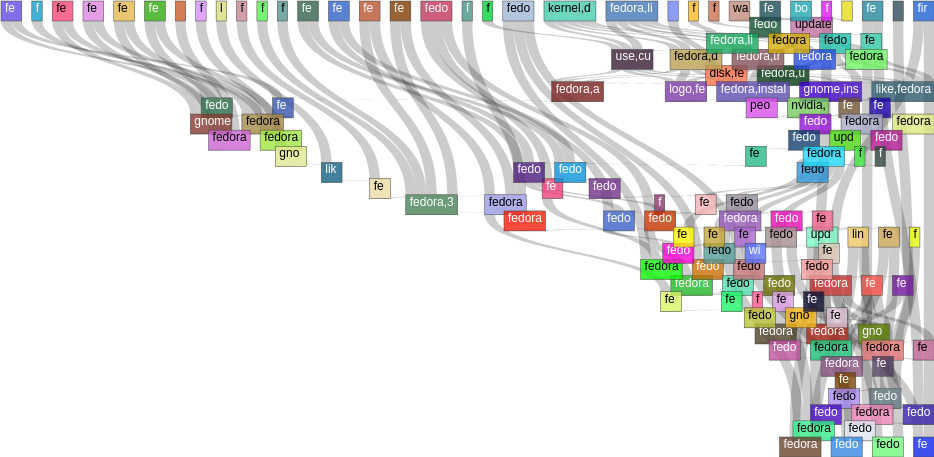 fe f fe fe fe fe f l f f f fe fe fe fe fedo f f fedo kernel,d fedora,li f f wa fe bo f fe fir
fedo update
fedora,li fedora fedo fe
use,cu fedora,d fedora,li fedora fedora
disk,fe fedora,u
fedora,a logo,fe fedora,instal gnome,ins like,fedora
fedo fe peo nvidia, fe fe
gnome fedora fedo fedora fedora
fedora fedora fedo upd fedo
gno fe fedora f f
lik fedo fedo fedo
fe fe fedo
fedora,3 fedora f fe fedo
fedora fedo fedo fedora fedo fe
fe fe fe fedo upd lin fe f
fedo fedo wi fe
fedora fedo fedo fedo
fedora fedo fedo fedora fe fe
fe fe f fe fe
fedo gno fe
fedora fedora gno
fedo fedora fedora fe
fedora fe
fe
fedo fedo
fedo fedora fedo
fedora fedo
fedora fedo fedo fe